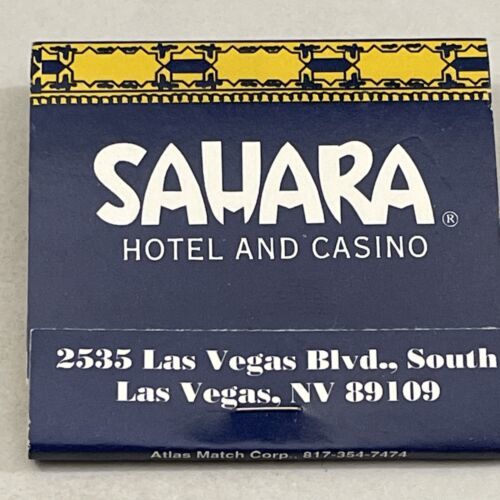 SAHARA®
HOTEL AND CASINO
2535 Las Vegas Blvd., South
Las Vegas, NV 89109
Atlas Match Corp., 817-354-7474